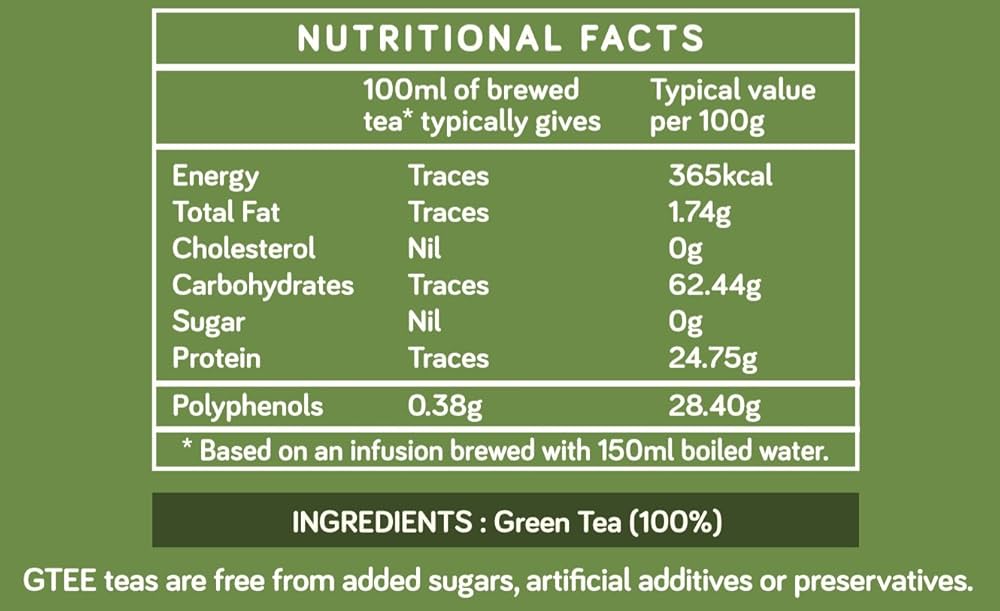 NUTRITIONAL FACTS
100ml of brewed Typical value
tea* typically gives per 100g
Energy Traces 365kcal
Total Fat Traces 1.74g
Cholesterol Nil 0g
Carbohydrates Traces 62.44g
Sugar Nil 0g
Protein Traces 24.75g
Polyphenols 0.38g 28.40g
* Based on an infusion brewed with 150ml boiled water.
INGREDIENTS : Green Tea (100%)
GTEE teas are free from added sugars, artificial additives or preservatives.